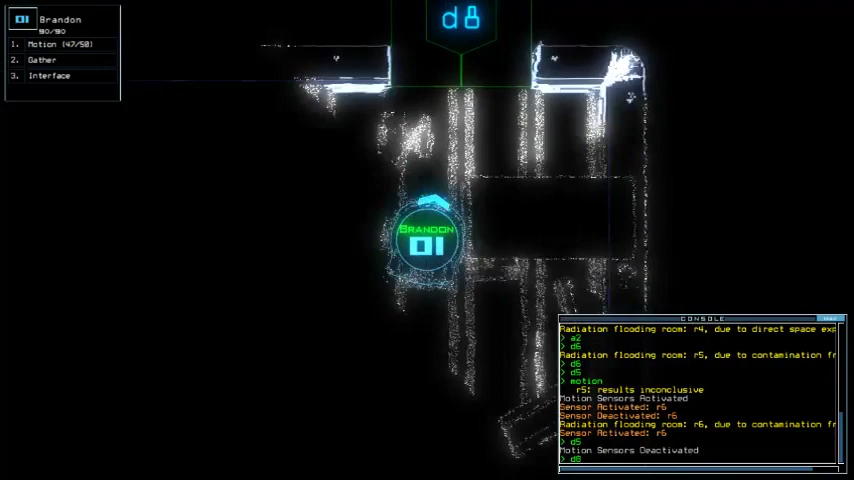 01 Brandon
90/90
1. Motion (47/50)
2. Gather
3. Interface
d8
Brandon
01
CONSOLE
Radiation flooding room: r4, due to direct space exp
> a2
> d6
Radiation flooding room: r5, due to contamination fr
> d6
> d5
> motion
r5: results inconclusive
Motion Sensors Activated
Sensor Activated: r6
Sensor Deactivated: r6
Radiation flooding room: r6, due to contamination fr
Sensor Activated: r6
> d5
Motion Sensors Deactivated
> d8